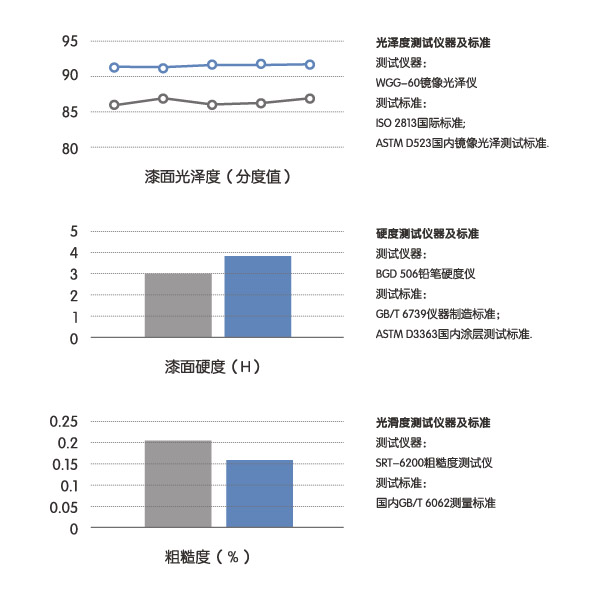 95
90
85
80
漆面光泽度（分度值）
光泽度测试仪器及标准
测试仪器：
WGG-60镜像光泽仪
测试标准：
ISO 2813国际标准;
ASTM D523国内镜像光泽测试标准.
5
4
3
2
1
0
漆面硬度（H）
硬度测试仪器及标准
测试仪器：
BGD 506铅笔硬度仪
测试标准：
GB/T 6739仪器制造标准；
ASTM D3363国内涂层测试标准.
0.25
0.2
0.15
0.1
0.05
0
粗糙度（%）
光滑度测试仪器及标准
测试仪器：
SRT-6200粗糙度测试仪
测试标准：
国内GB/T 6062测量标准